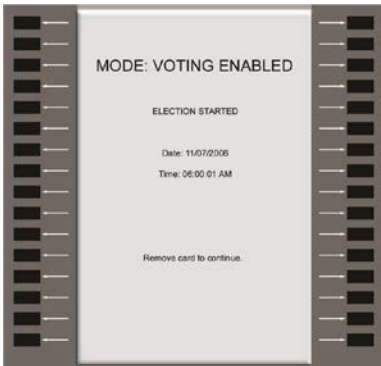 MODE: VOTING ENABLED
ELECTION STARTED
Date: 11/07/2006
Time: 06:00:01 AM
Remove card to continue.